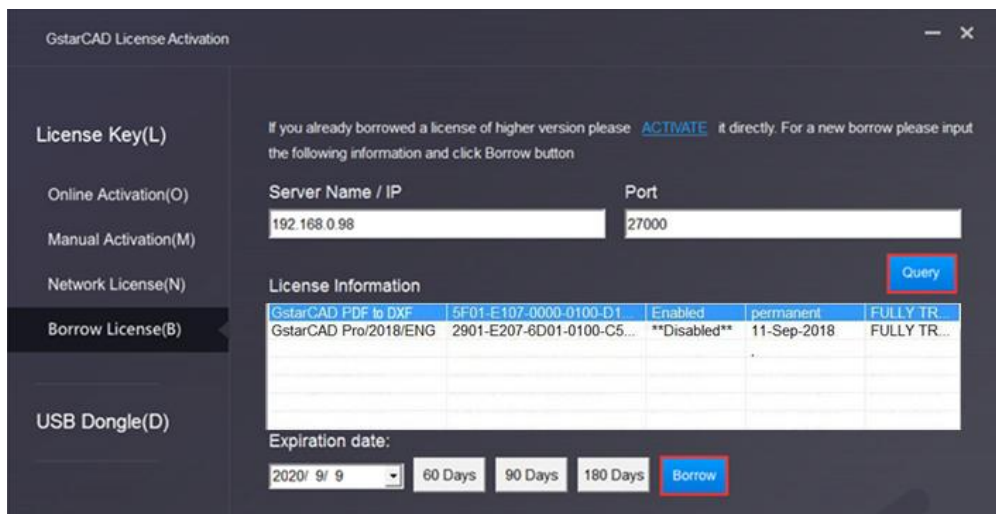 GstarCAD License Activation
License Key(L)
Online Activation(O)
Manual Activation(M)
Network License(N)
Borrow License(B)
USB Dongle(D)
If you already borrowed a license of higher version please ACTIVATE it directly. For a new borrow please input
the following information and click Borrow button
Server Name / IP Port
192.168.0.98 27000
Query
License Information
GstarCAD PDF to DXF 5F01-E107-0000-0100-D1... Enabled permanent FULLY TR...
GstarCAD Pro/2018/ENG 2901-E207-6D01-0100-C5... **Disabled** 11-Sep-2018 FULLY TR...
Expiration date:
2020/ 9/ 9 60 Days 90 Days 180 Days Borrow